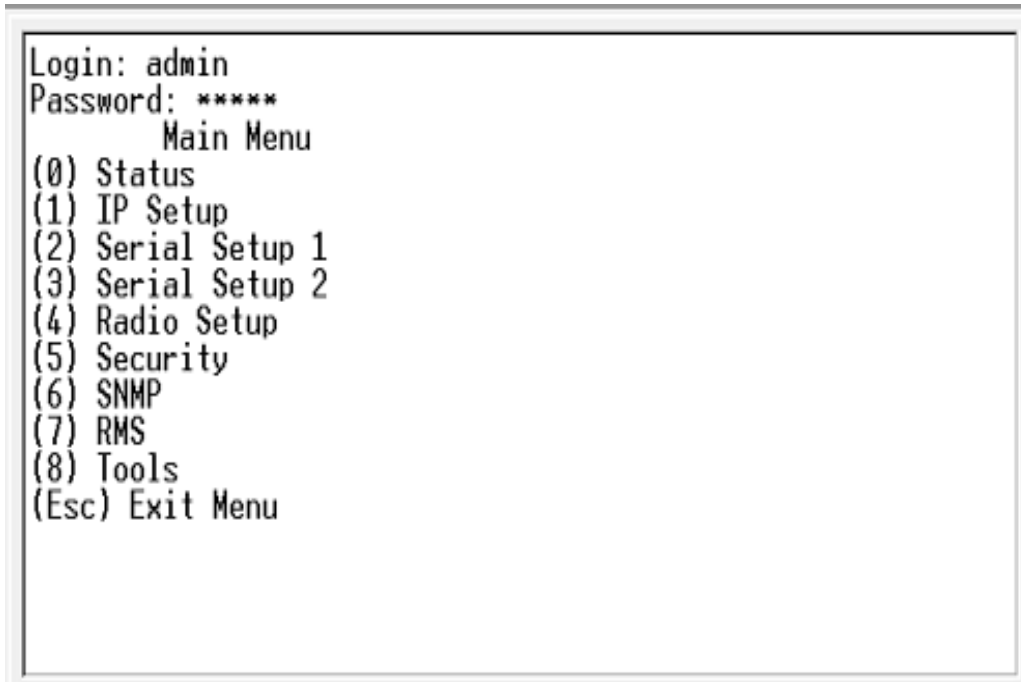 Login: admin
Password: *****
Main Menu
(0) Status
(1) IP Setup
(2) Serial Setup 1
(3) Serial Setup 2
(4) Radio Setup
(5) Security
(6) SNMP
(7) RMS
(8) Tools
(Esc) Exit Menu